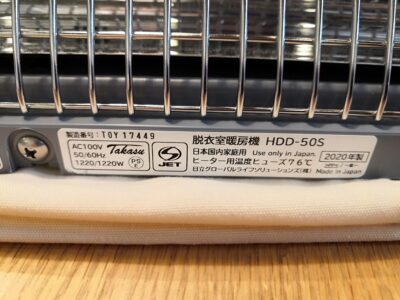 製造番号:T0Y17449
AC100V
50/60Hz
1220/1220W
Takasu
PS
E
S
JET
脱衣室暖房機 HDD-50S
日本国内家庭用 Use only in Japan.
2020年製
ヒーター用温度ヒューズ76℃
日立グローバルライフソリューションズ(株)
Made in Japan